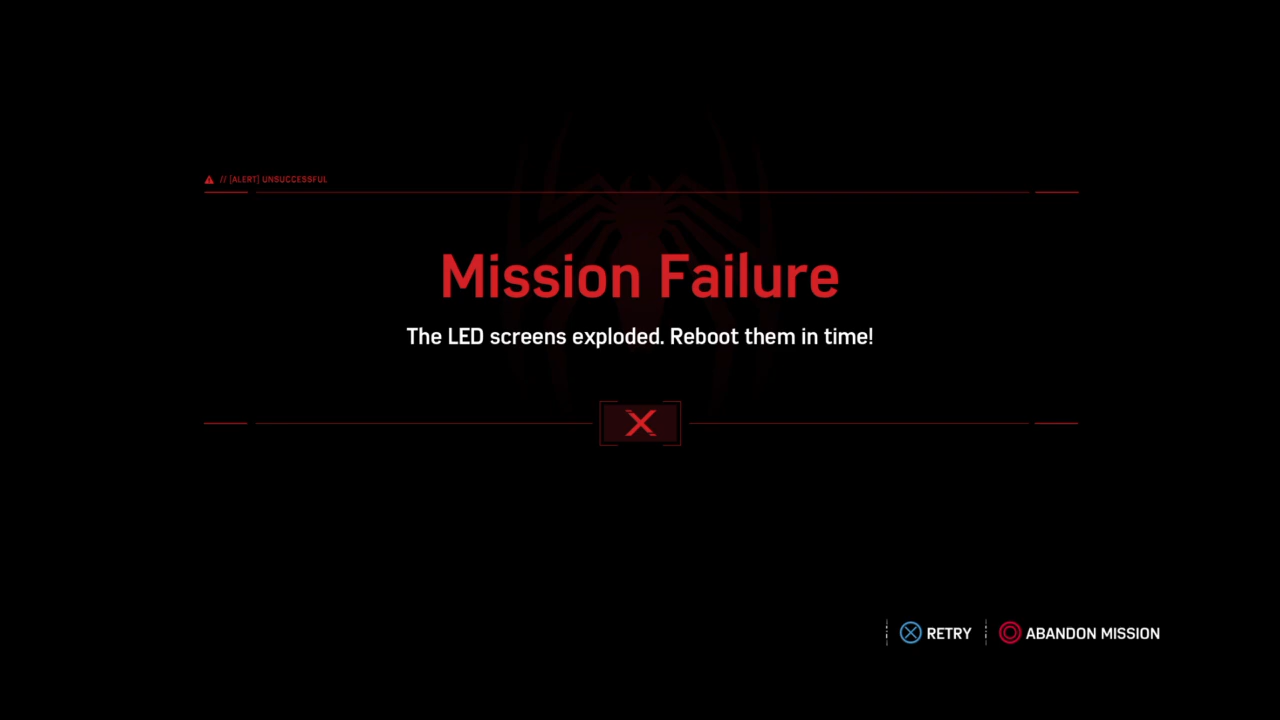 // [ALERT] UNSUCCESSFUL
Mission Failure
The LED screens exploded. Reboot them in time!
RETRY
ABANDON MISSION